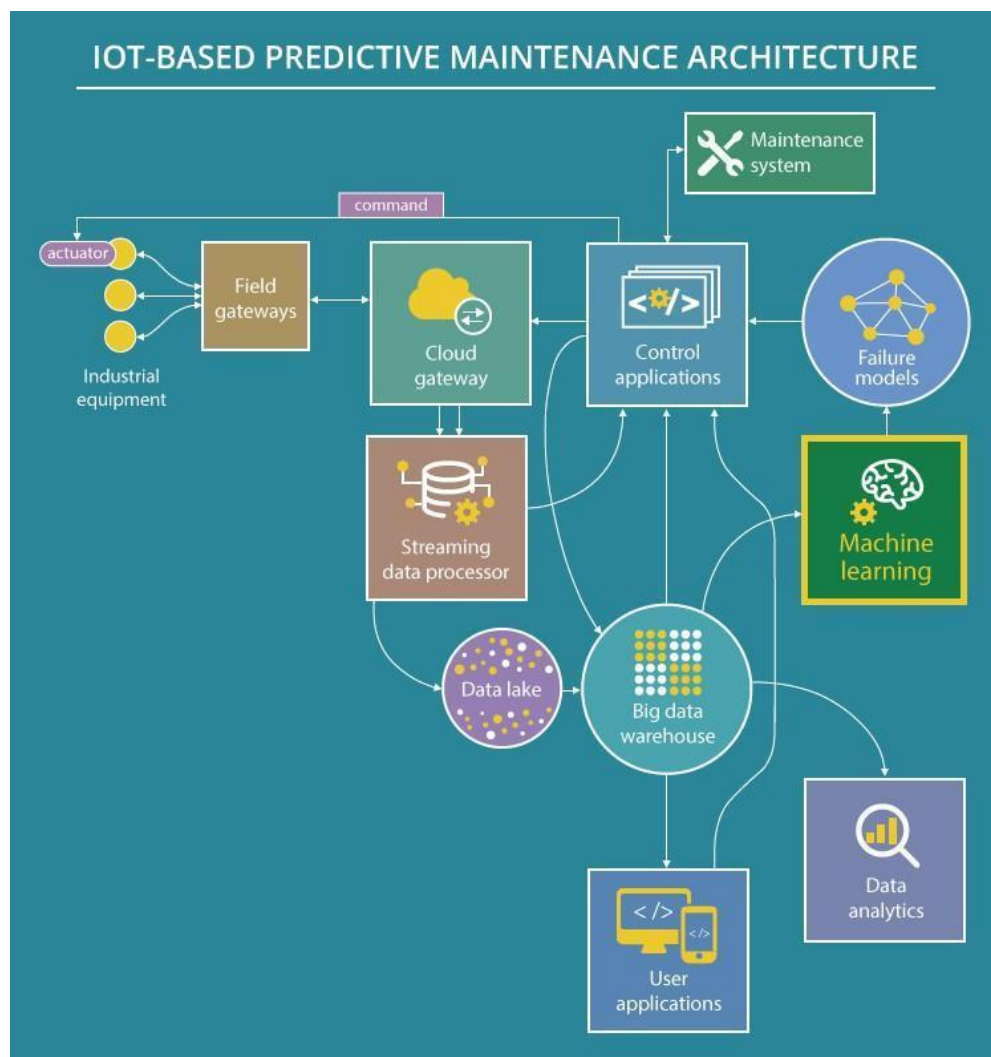 IOT-BASED PREDICTIVE MAINTENANCE ARCHITECTURE
Maintenance
system
command
actuator
Field
gateways
Cloud
gateway
</>
Control
applications
Failure
models
Industrial
equipment
Streaming
data processor
Machine
learning
Data lake
Big data
warehouse
</>
</>
User
applications
Data
analytics